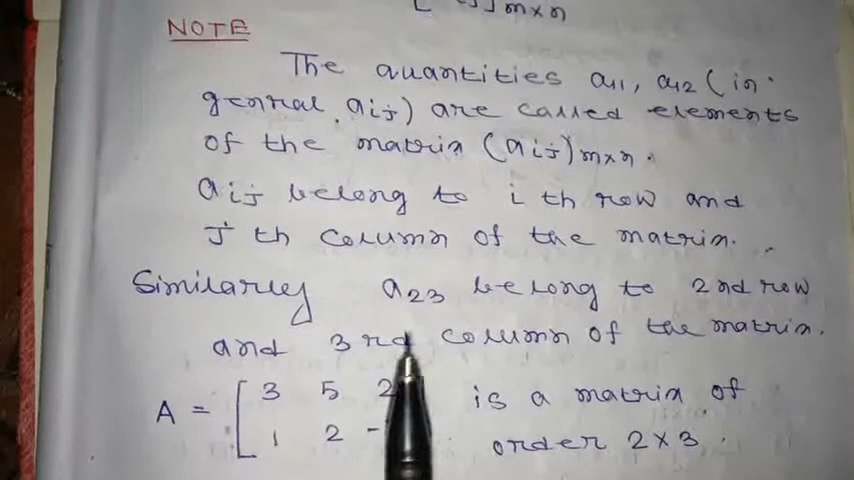 ]m×n
NOTE
The quantities a11, a12 (in
genral aij) are called elements
of the matrix (aij)m×n.
aij belong to i th row and
j th column of the matrix.
Similarly a23 belong to 2nd row
and 3rd column of the matrix.
A = [ 3 5 2 is a matrix of
1 2 - order 2×3.